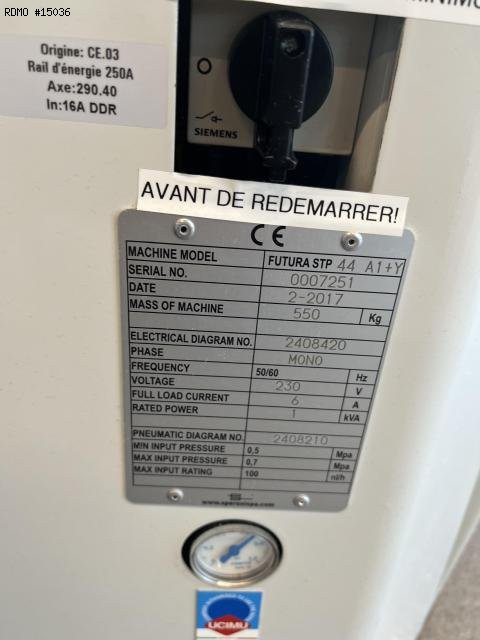 RDMO #15036
Origine: CE.03
Rail d'énergie 250A
Axe:290.40
In:16A DDR
O
SIEMENS
AVANT DE REDEMARRER!
CE
MACHINE MODEL FUTURA STP 44 A1+Y
SERIAL NO. 0007251
DATE 2-2017
MASS OF MACHINE 550 Kg
ELECTRICAL DIAGRAM NO. 2408420
PHASE MONO
FREQUENCY 50/60 Hz
VOLTAGE 230 V
FULL LOAD CURRENT 6 A
RATED POWER 1 kVA
PNEUMATIC DIAGRAM NO. 2408210
MIN INPUT PRESSURE 0,5 Mpa
MAX INPUT PRESSURE 0,7 Mpa
MAX INPUT RATING 100 nl/h
UCIMU